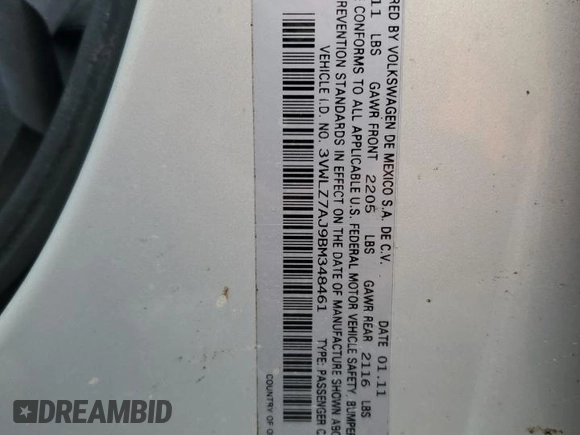 RED BY VOLKSWAGEN DE MEXICO S.A. DE C.V. DATE 01.11
11 LBS GAWR FRONT 2205 LBS GAWR REAR 2116 LBS
CONFORMS TO ALL APPLICABLE U.S. FEDERAL MOTOR VEHICLE SAFETY, BUMPER
PREVENTION STANDARDS IN EFFECT ON THE DATE OF MANUFACTURE SHOWN ABO
VEHICLE I.D. NO. 3VWLZ7AJ9BM348461 TYPE: PASSENGER C
COUNTRY OF O
DREAMBID